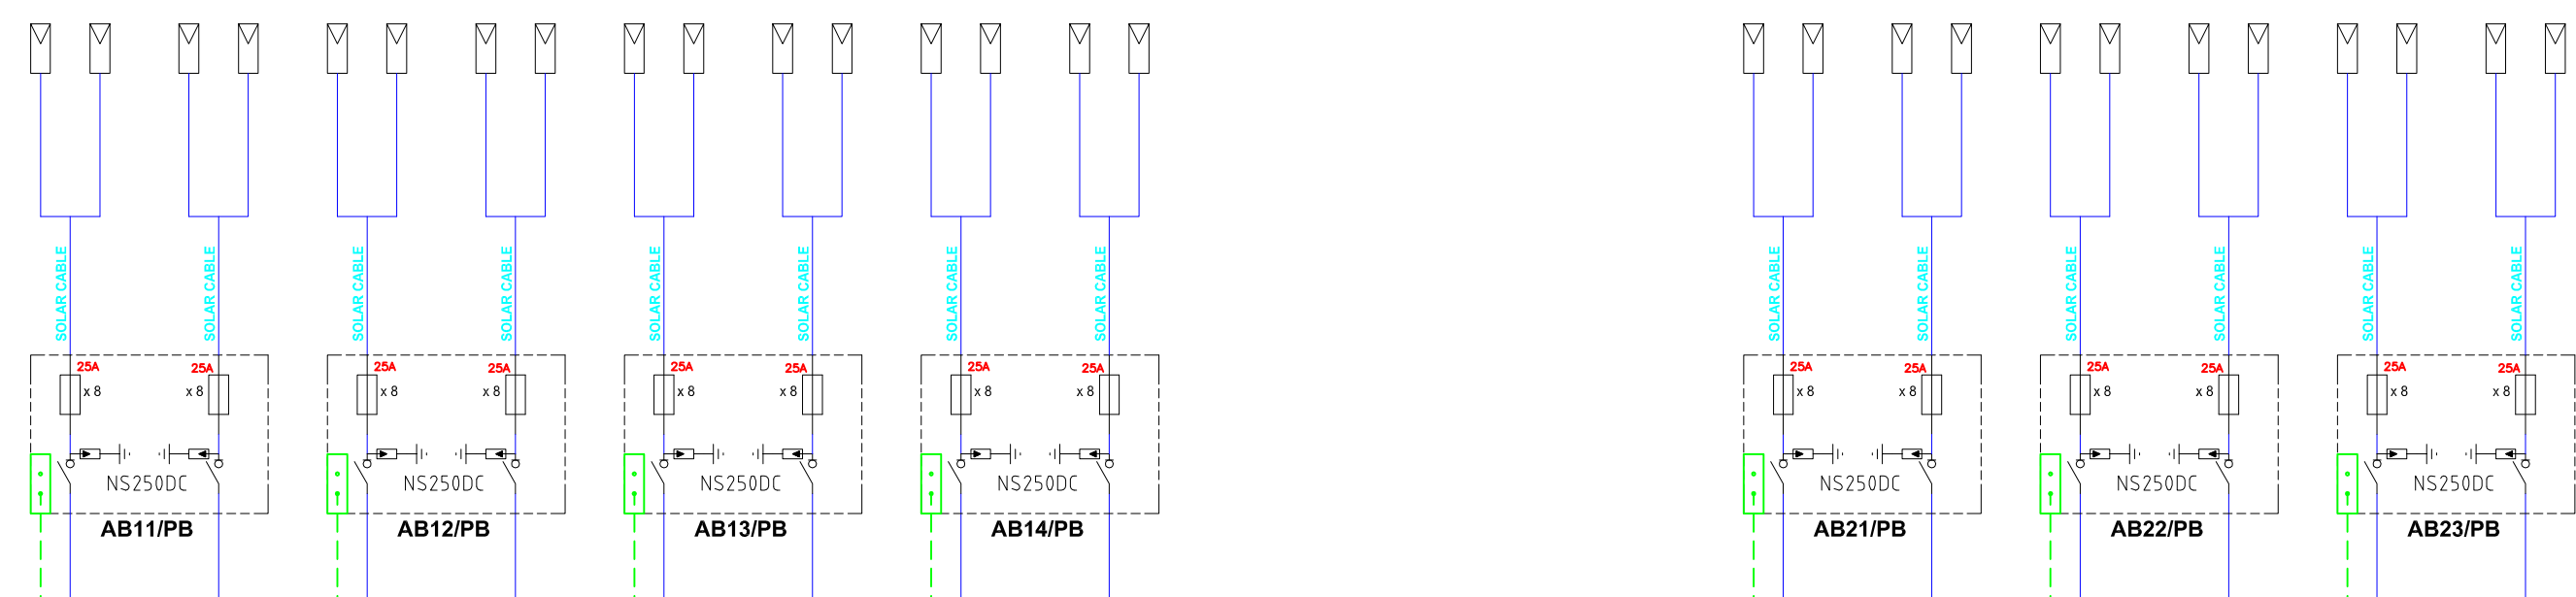 SOLAR CABLE SOLAR CABLE SOLAR CABLE SOLAR CABLE SOLAR CABLE SOLAR CABLE SOLAR CABLE SOLAR CABLE SOLAR CABLE SOLAR CABLE SOLAR CABLE SOLAR CABLE SOLAR CABLE SOLAR CABLE
25A 25A 25A 25A 25A 25A 25A 25A 25A 25A 25A 25A 25A 25A
x 8 x 8 x 8 x 8 x 8 x 8 x 8 x 8 x 8 x 8 x 8 x 8 x 8 x 8
NS250DC NS250DC NS250DC NS250DC NS250DC NS250DC NS250DC
AB11/PB AB12/PB AB13/PB AB14/PB AB21/PB AB22/PB AB23/PB